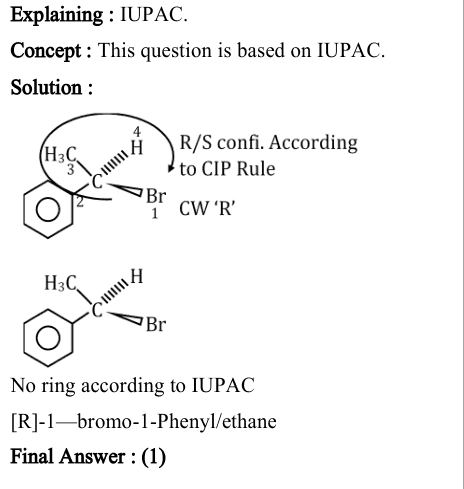 Explaining : IUPAC.
Concept : This question is based on IUPAC.
Solution :
4
H
H₃C
3
C
2
Br
1
R/S confi. According
to CIP Rule
CW 'R'
H₃C
H
C
Br
No ring according to IUPAC
[R]-1—bromo-1-Phenyl/ethane
Final Answer : (1)